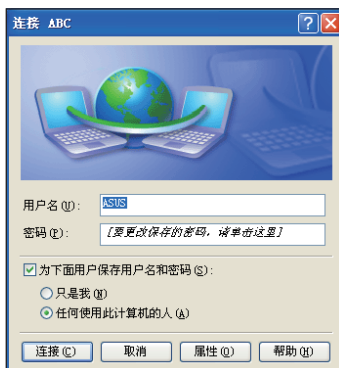 连接 ABC
用户名(U):
ASUS
密码(P):
[要更改保存的密码，请单击这里]
为下面用户保存用户名和密码(S):
只是我(N)
任何使用此计算机的人(A)
连接(C)
取消
属性(O)
帮助(H)